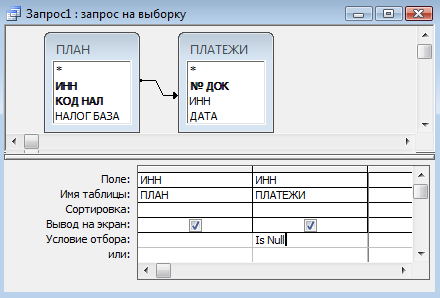 Запрос1 : запрос на выборку
ПЛАН
*
ИНН
КОД НАЛ
НАЛОГ БАЗА
ПЛАТЕЖИ
*
№ ДОК
ИНН
ДАТА
Поле: ИНН ИНН
Имя таблицы: ПЛАН ПЛАТЕЖИ
Сортировка:
Вывод на экран:
Условие отбора: Is Null
или: